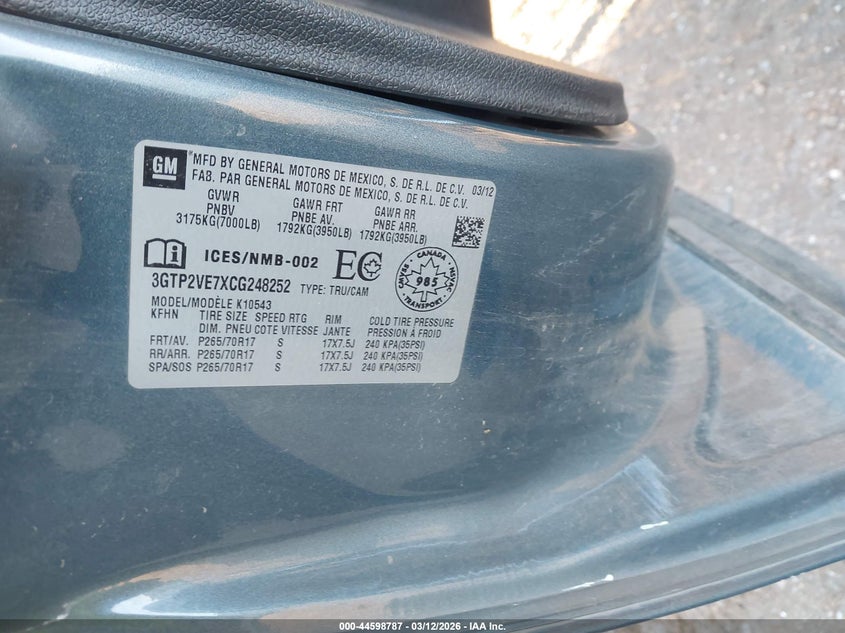 GM
MFD BY GENERAL MOTORS DE MEXICO, S. DE R.L. DE C.V. 03/12
FAB. PAR GENERAL MOTORS DE MEXICO, S. DE R.L. DE C.V.
GVWR GAWR FRT GAWR RR
PNBV PNBE AV. PNBE ARR.
3175KG(7000LB) 1792KG(3950LB) 1792KG(3950LB)
ICES/NMB-002 EC
CANADA
985
TRANSPORT
3GTP2VE7XCG248252 TYPE: TRU/CAM
MODEL/MODÈLE K10543
KFHN TIRE SIZE SPEED RTG RIM COLD TIRE PRESSURE
DIM. PNEU COTE VITESSE JANTE PRESSION À FROID
FRT/AV. P265/70R17 S 17X7.5J 240 KPA(35PSI)
RR/ARR. P265/70R17 S 17X7.5J 240 KPA(35PSI)
SPA/SOS P265/70R17 S 17X7.5J 240 KPA(35PSI)
000-44598787 - 03/12/2026 - IAA Inc.